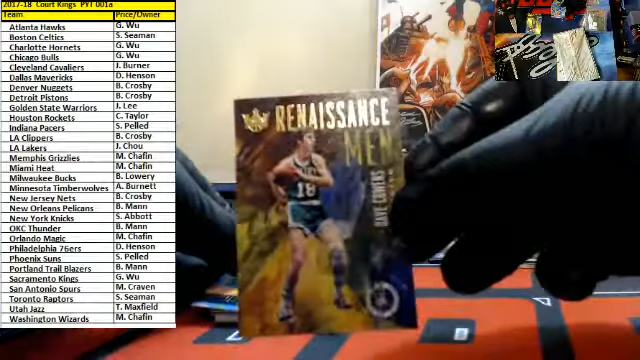 2017-18 Court Kings PYT 001a
Team Price/Owner
Atlanta Hawks G. Wu
Boston Celtics S. Seaman
Charlotte Hornets G. Wu
Chicago Bulls G. Wu
Cleveland Cavaliers J. Burner
Dallas Mavericks D. Henson
Denver Nuggets B. Crosby
Detroit Pistons B. Crosby
Golden State Warriors J. Lee
Houston Rockets C. Taylor
Indiana Pacers S. Pelled
LA Clippers B. Crosby
LA Lakers J. Chou
Memphis Grizzlies M. Chafin
Miami Heat M. Chafin
Milwaukee Bucks B. Lowery
Minnesota Timberwolves A. Burnett
New Jersey Nets B. Crosby
New Orleans Pelicans B. Mann
New York Knicks S. Abbott
OKC Thunder B. Mann
Orlando Magic M. Chafin
Philadelphia 76ers D. Henson
Phoenix Suns S. Pelled
Portland Trail Blazers B. Mann
Sacramento Kings G. Wu
San Antonio Spurs M. Craven
Toronto Raptors S. Seaman
Utah Jazz T. Maxfield
Washington Wizards M. Chafin
RENAISSANCE
MEN
DAVE COWENS
18